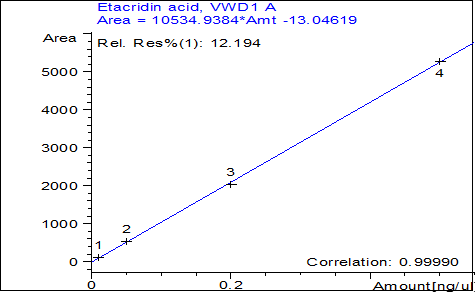 Etacridin acid, VWD1 A
Area = 10534.9384*Amt -13.04619
Area
Rel. Res%(1): 12.194
5000
4000
3000
2000
1000
0
1
2
3
4
Correlation: 0.99990
0
0.2
Amount[ng/ul